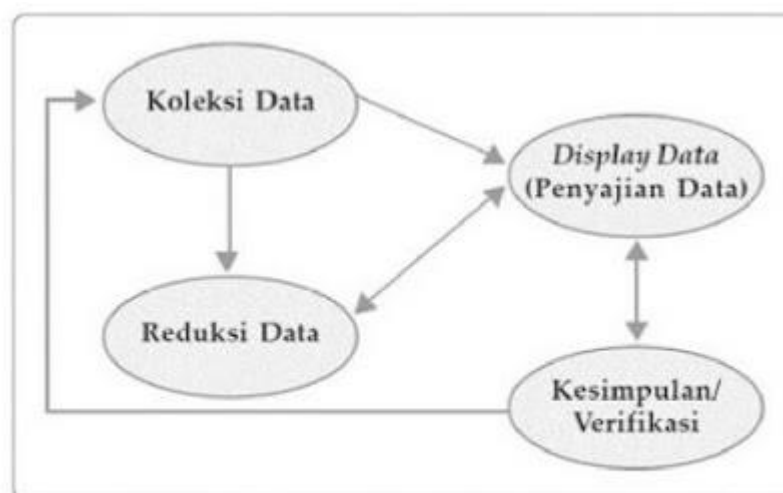 Koleksi Data
Display Data
(Penyajian Data)
Reduksi Data
Kesimpulan/
Verifikasi